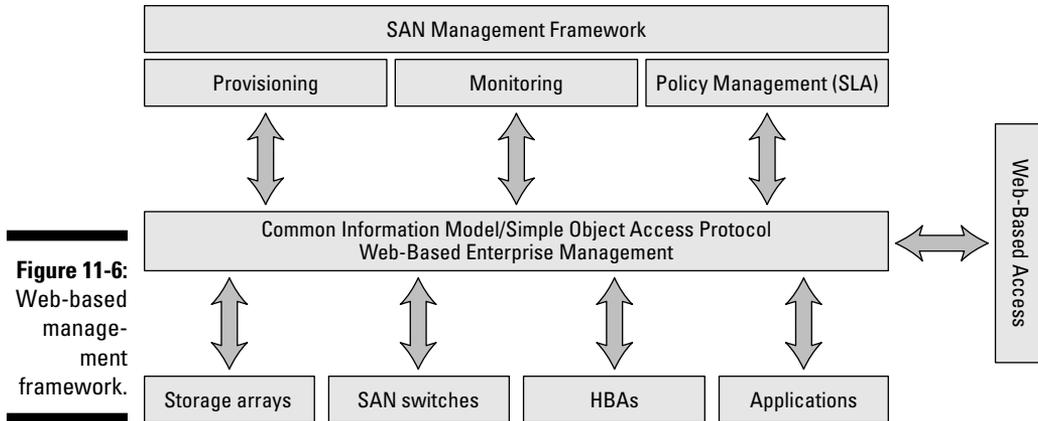 SAN Management Framework
Provisioning
Monitoring
Policy Management (SLA)
Common Information Model/Simple Object Access Protocol
Web-Based Enterprise Management
Web-Based Access
Storage arrays
SAN switches
HBAs
Applications
Figure 11-6:
Web-based
manage-
ment
framework.